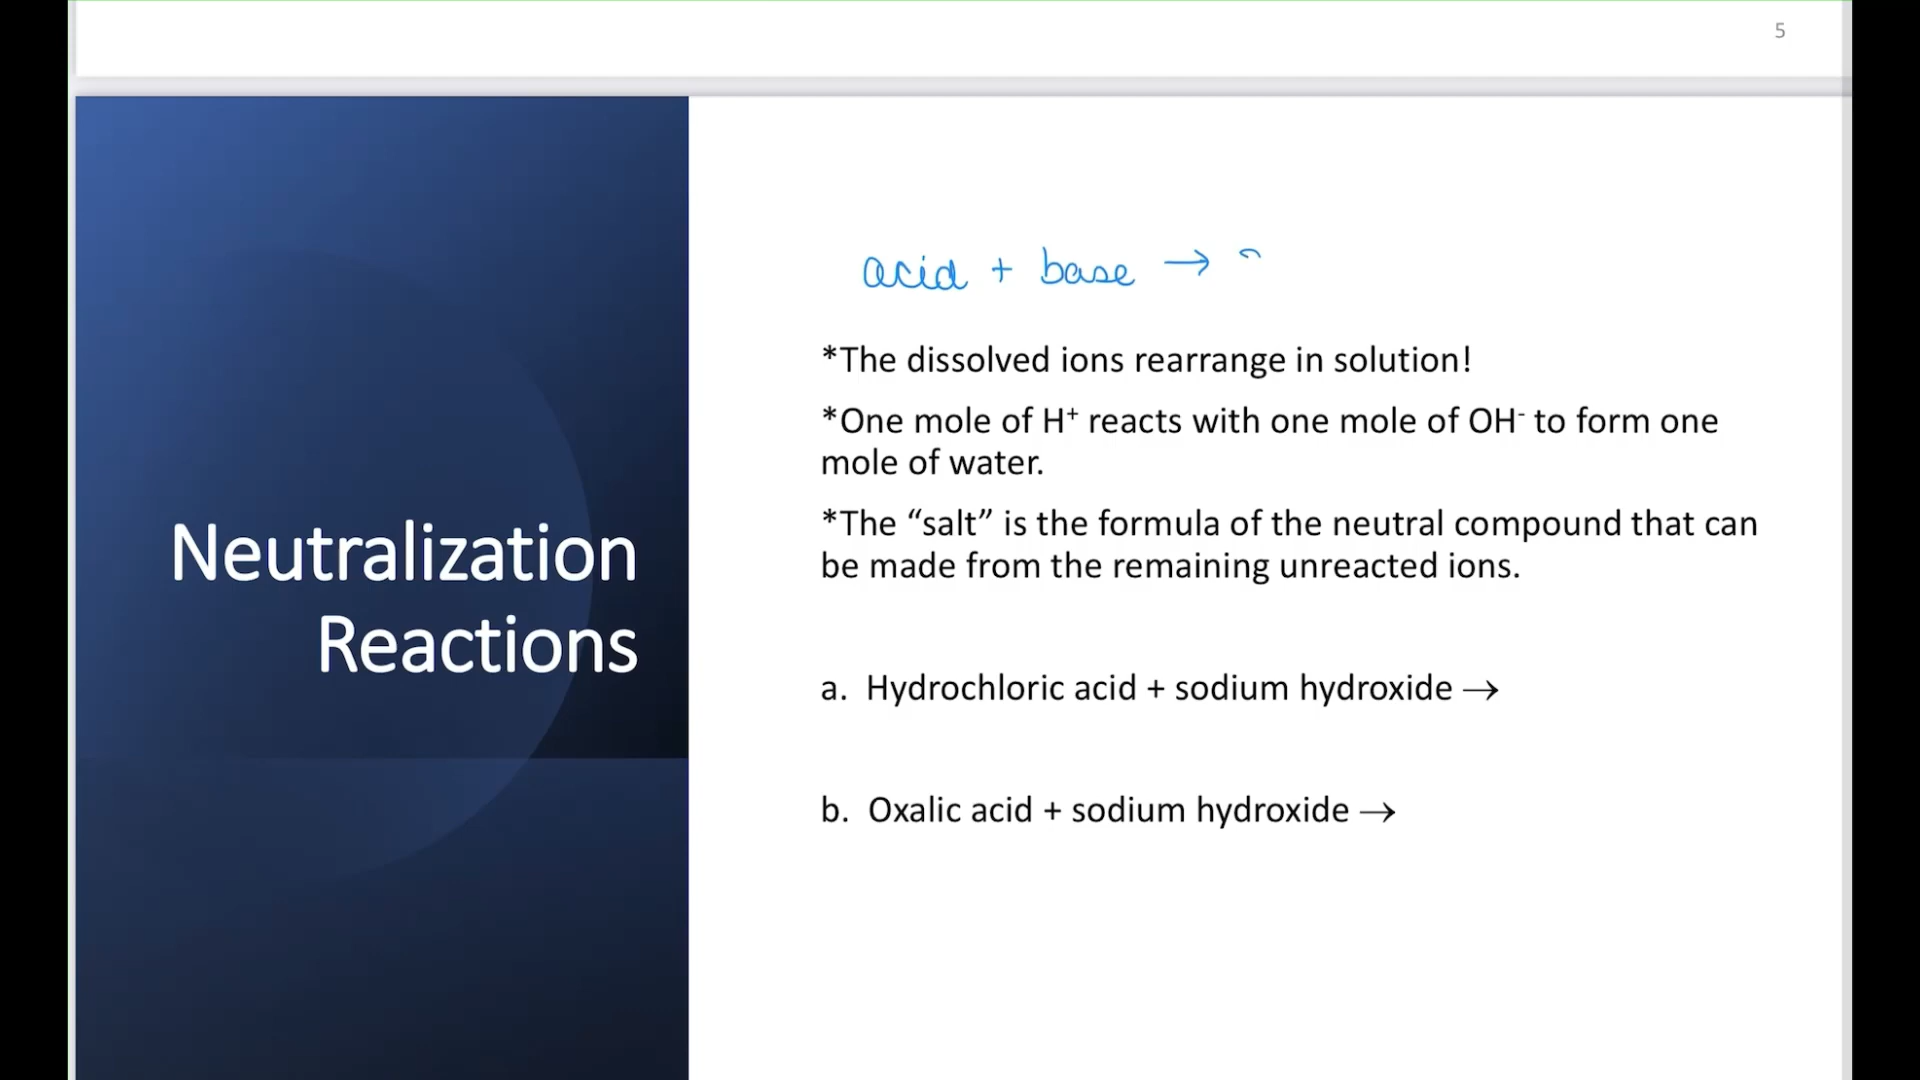 5
acid + base →
*The dissolved ions rearrange in solution!
*One mole of H⁺ reacts with one mole of OH⁻ to form one
mole of water.
*The “salt” is the formula of the neutral compound that can
be made from the remaining unreacted ions.
Neutralization
Reactions
a. Hydrochloric acid + sodium hydroxide →
b. Oxalic acid + sodium hydroxide →